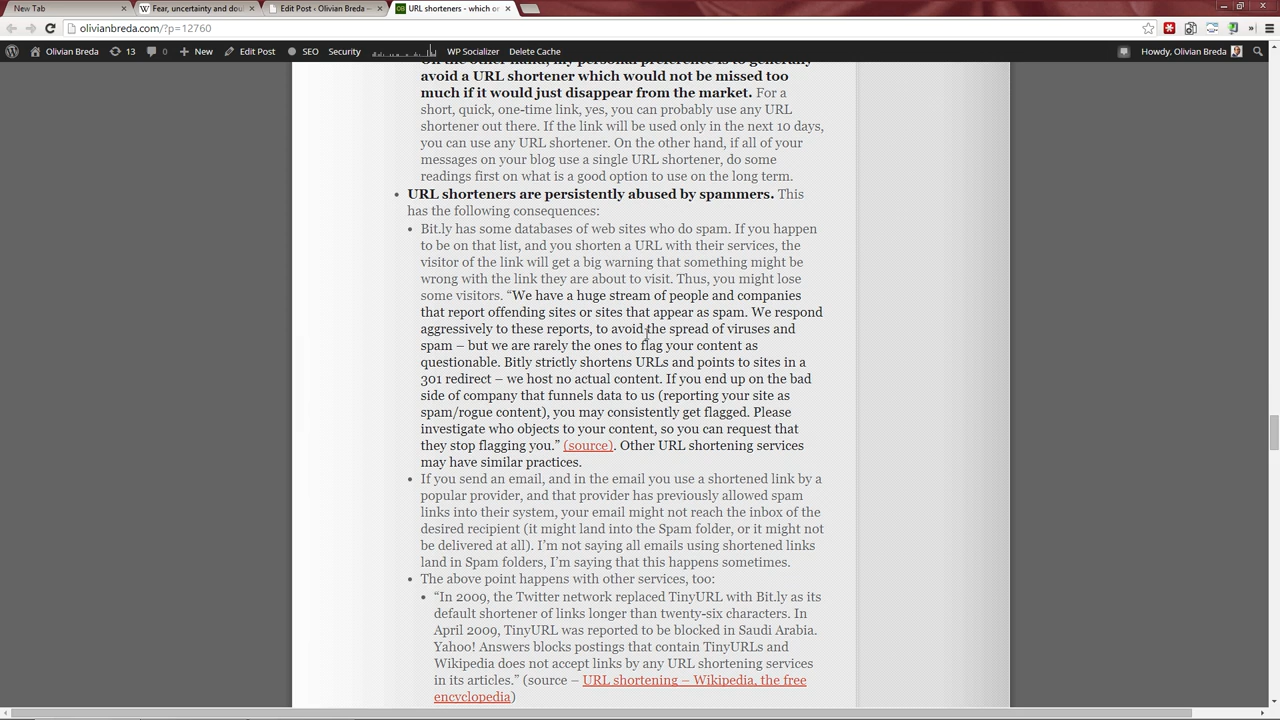 New Tab
Fear, uncertainty and dou
Edit Post ‹ Olivian Breda —
URL shorteners - which or
olivianbreda.com/?p=12760
Olivian Breda
13
0
New
Edit Post
SEO
Security
WP Socializer
Delete Cache
Howdy, Olivian Breda
On the other hand, my personal preference is to generally
avoid a URL shortener which would not be missed too
much if it would just disappear from the market. For a
short, quick, one-time link, yes, you can probably use any URL
shortener out there. If the link will be used only in the next 10 days,
you can use any URL shortener. On the other hand, if all of your
messages on your blog use a single URL shortener, do some
readings first on what is a good option to use on the long term.
• URL shorteners are persistently abused by spammers. This
has the following consequences:
• Bit.ly has some databases of web sites who do spam. If you happen
to be on that list, and you shorten a URL with their services, the
visitor of the link will get a big warning that something might be
wrong with the link they are about to visit. Thus, you might lose
some visitors. “We have a huge stream of people and companies
that report offending sites or sites that appear as spam. We respond
aggressively to these reports, to avoid the spread of viruses and
spam – but we are rarely the ones to flag your content as
questionable. Bitly strictly shortens URLs and points to sites in a
301 redirect – we host no actual content. If you end up on the bad
side of company that funnels data to us (reporting your site as
spam/rogue content), you may consistently get flagged. Please
investigate who objects to your content, so you can request that
they stop flagging you.” (source). Other URL shortening services
may have similar practices.
• If you send an email, and in the email you use a shortened link by a
popular provider, and that provider has previously allowed spam
links into their system, your email might not reach the inbox of the
desired recipient (it might land into the Spam folder, or it might not
be delivered at all). I’m not saying all emails using shortened links
land in Spam folders, I’m saying that this happens sometimes.
• The above point happens with other services, too:
• “In 2009, the Twitter network replaced TinyURL with Bit.ly as its
default shortener of links longer than twenty-six characters. In
April 2009, TinyURL was reported to be blocked in Saudi Arabia.
Yahoo! Answers blocks postings that contain TinyURLs and
Wikipedia does not accept links by any URL shortening services
in its articles.” (source – URL shortening – Wikipedia, the free
encyclopedia)